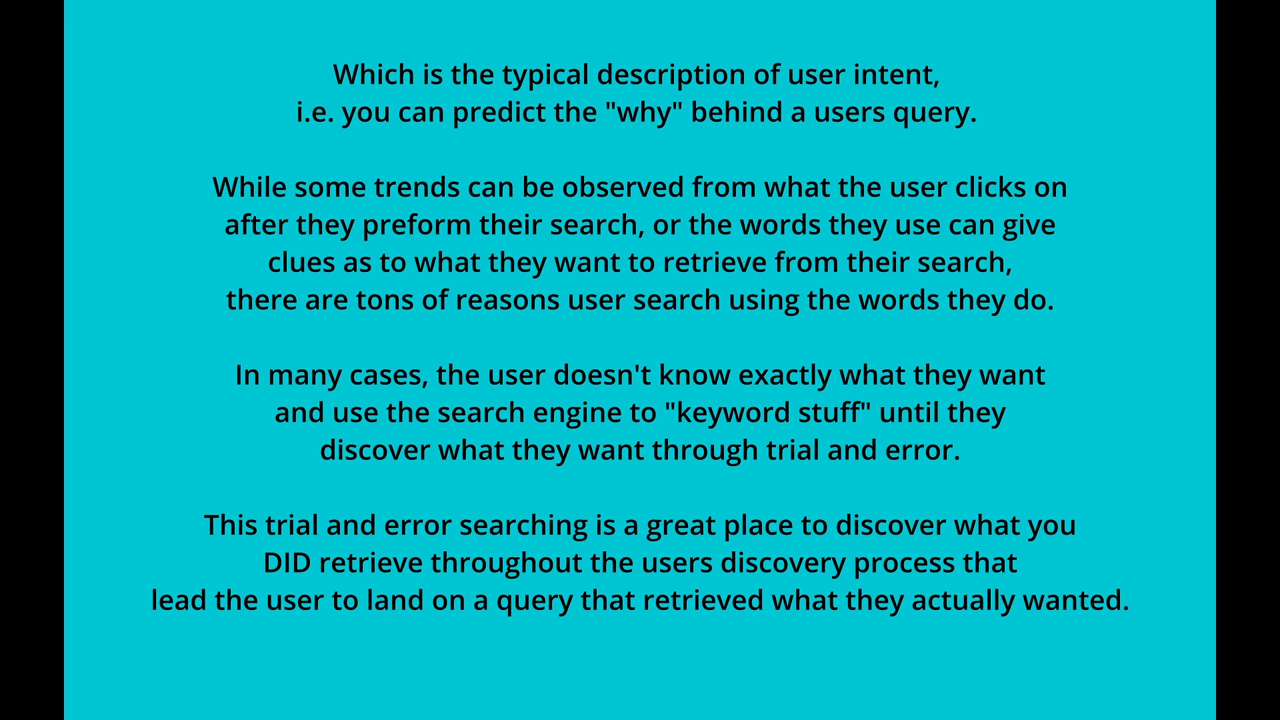 Which is the typical description of user intent,
i.e. you can predict the "why" behind a users query.
While some trends can be observed from what the user clicks on
after they preform their search, or the words they use can give
clues as to what they want to retrieve from their search,
there are tons of reasons user search using the words they do.
In many cases, the user doesn't know exactly what they want
and use the search engine to "keyword stuff" until they
discover what they want through trial and error.
This trial and error searching is a great place to discover what you
DID retrieve throughout the users discovery process that
lead the user to land on a query that retrieved what they actually wanted.